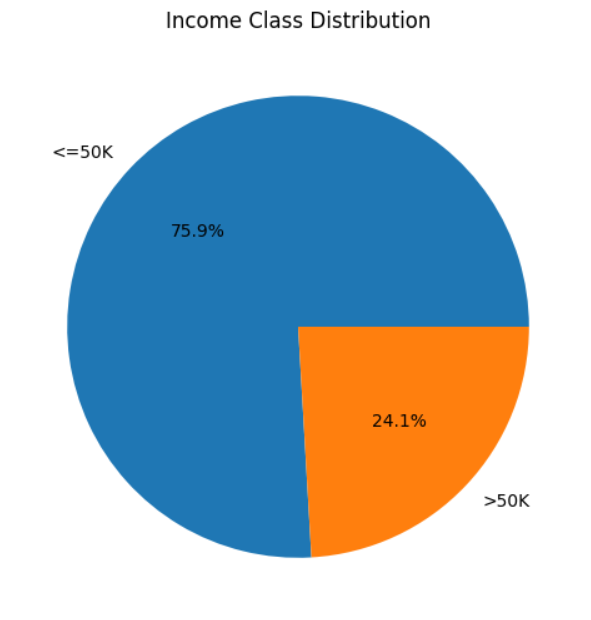 Income Class Distribution
<=50K
75.9%
24.1%
>50K